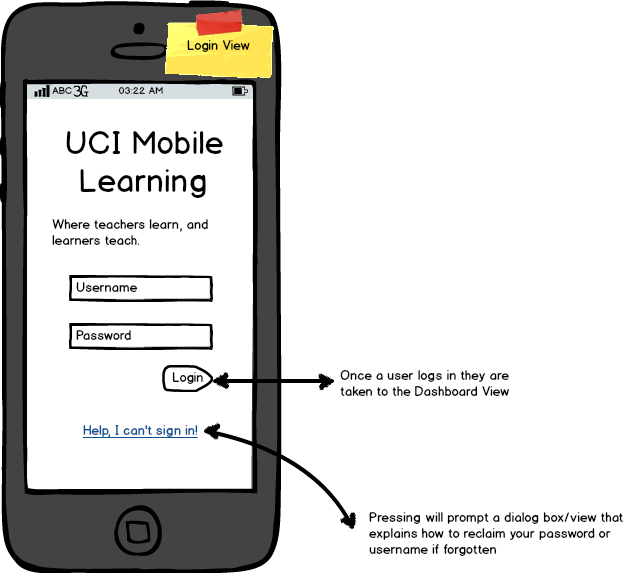 Login View
ABC 3G 03:22 AM
UCI Mobile
Learning
Where teachers learn, and
learners teach.
Username
Password
Login
Once a user logs in they are
taken to the Dashboard View
Help, I can't sign in!
Pressing will prompt a dialog box/view that
explains how to reclaim your password or
username if forgotten